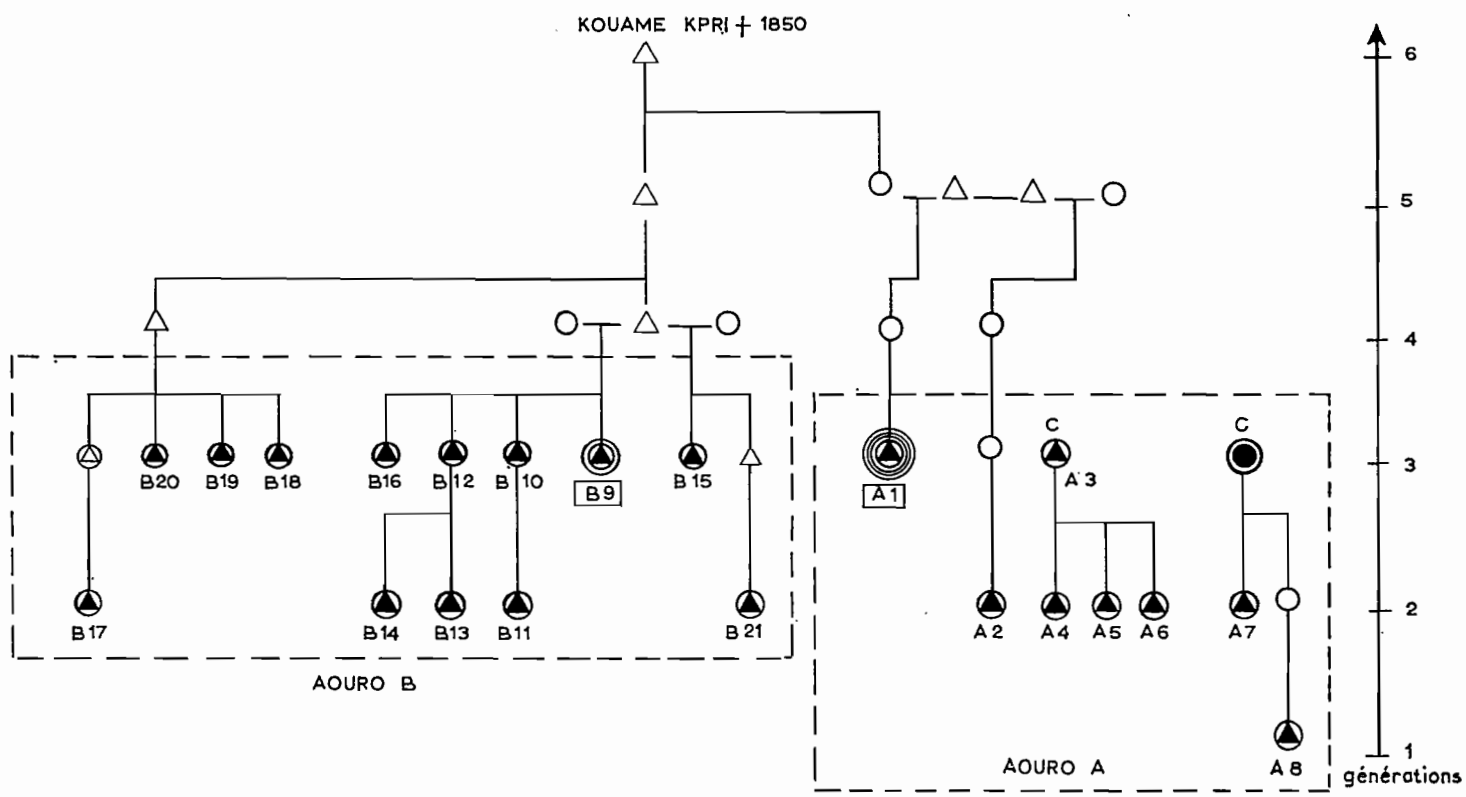 KOUAME KPRI † 1850
6
5
4
C C
3
B20 B19 B18 B16 B12 B10 B9 B15 A1 A3
2
B17 B14 B13 B11 B21 A2 A4 A5 A6 A7
AOURO B
1
AOURO A A8 générations